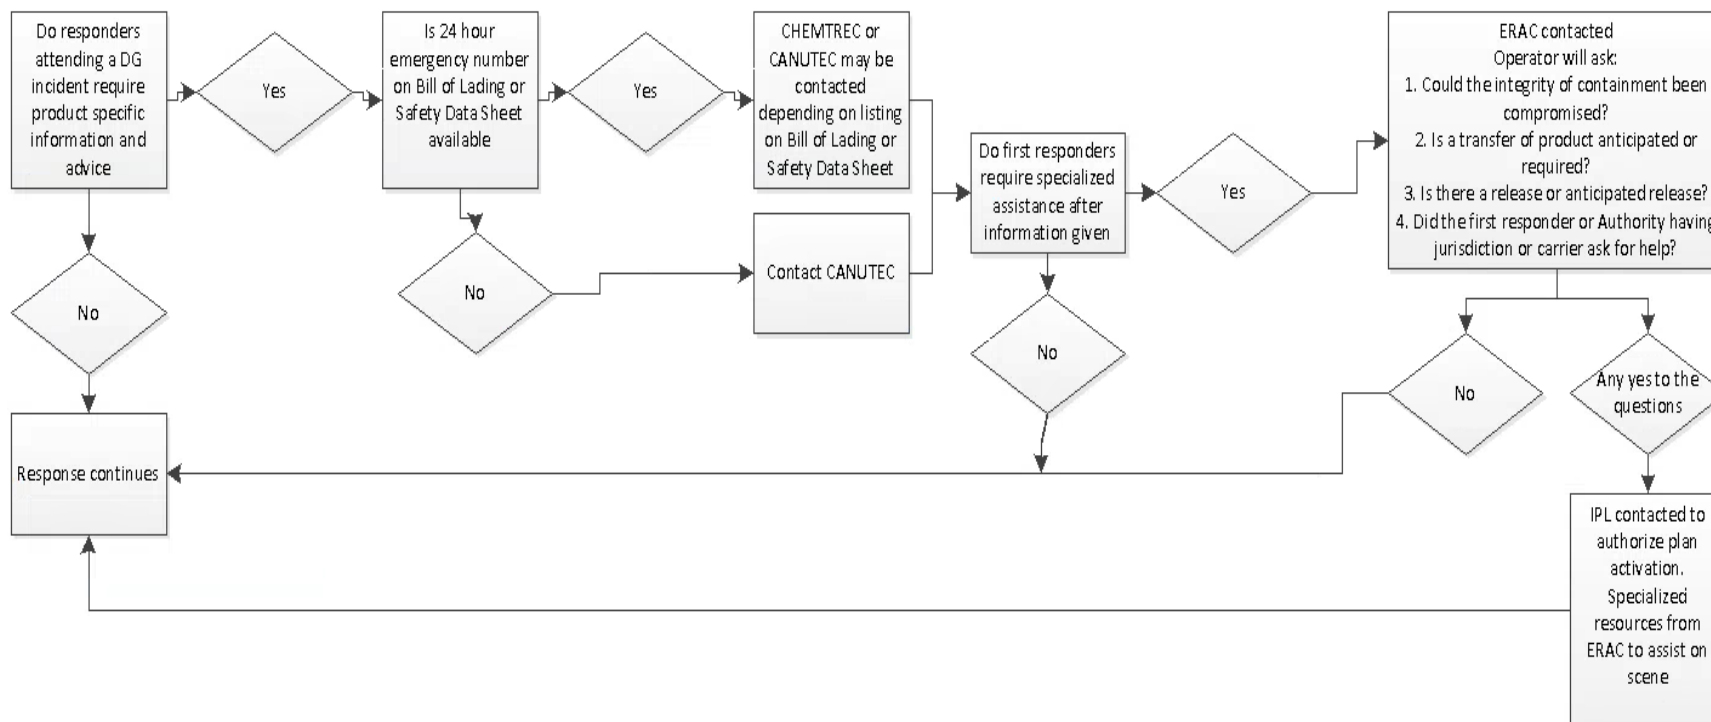 Do responders
attending a DG
incident require
product specific
information and
advice
Yes
Is 24 hour
emergency number
on Bill of Lading or
Safety Data Sheet
available
Yes
CHEMTREC or
CANUTEC may be
contacted
depending on listing
on Bill of Lading or
Safety Data Sheet
Do first responders
require specialized
assistance after
information given
Yes
ERAC contacted
Operator will ask:
1. Could the integrity of containment been
compromised?
2. Is a transfer of product anticipated or
required?
3. Is there a release or anticipated release?
4. Did the first responder or Authority having
jurisdiction or carrier ask for help?
No
No
Contact CANUTEC
No
No
Any yes to the
questions
Response continues
IPL contacted to
authorize plan
activation.
Specialized
resources from
ERAC to assist on
scene